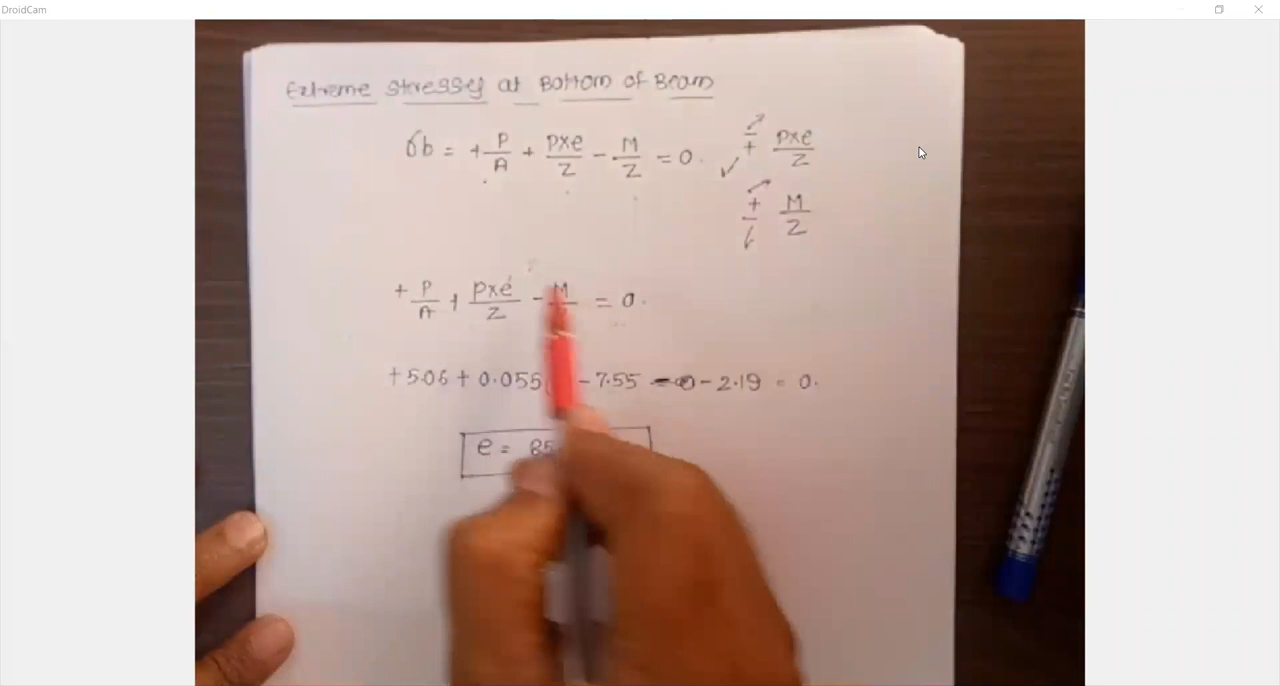 DroidCam
Extreme Stresses at Bottom of Beam
σb = + P/A + P×e/Z − M/Z = 0.
± P×e/Z
± M/Z
+ P/A + P×e/Z − M = 0.
+5.06 + 0.055 − 7.55 − 2.19 = 0.
e = 85